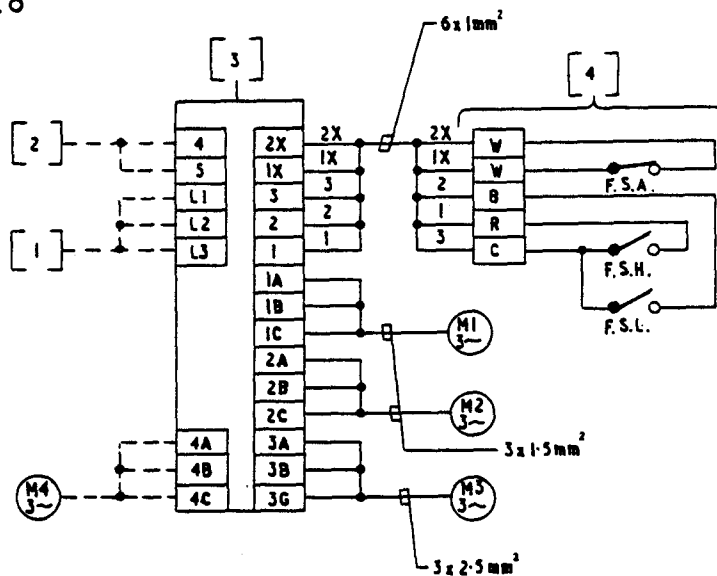 6x1mm²
[3]
[4]
[2]
[1]
4
5
L1
L2
L3
4A
4B
4C
2X
1X
3
2
1
1A
1B
1C
2A
2B
2C
3A
3B
3G
2X
1X
3
2
1
2X
1X
2
1
3
W
W
B
R
C
F.S.A.
F.S.H.
F.S.L.
M1
3~
M2
3~
3x1·5mm²
M4
3~
M3
3~
3x2·5mm²